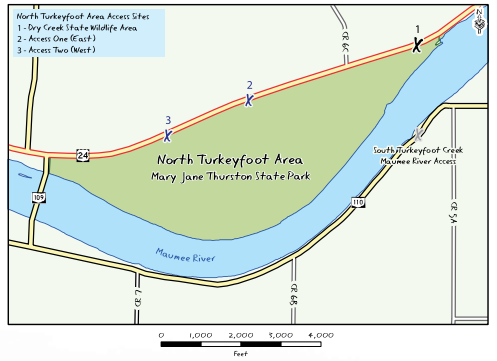 North Turkeyfoot Area Access Sites
1 - Dry Creek State Wildlife Area
2 - Access One (East)
3 - Access Two (West)
CR 6C
1
N
2
3
24
North Turkeyfoot Area
Mary Jane Thurston State Park
South Turkeyfoot Creek
Maumee River Access
109
110
CR 5A
Maumee River
CR 6B
0 1,000 2,000 3,000 4,000
Feet